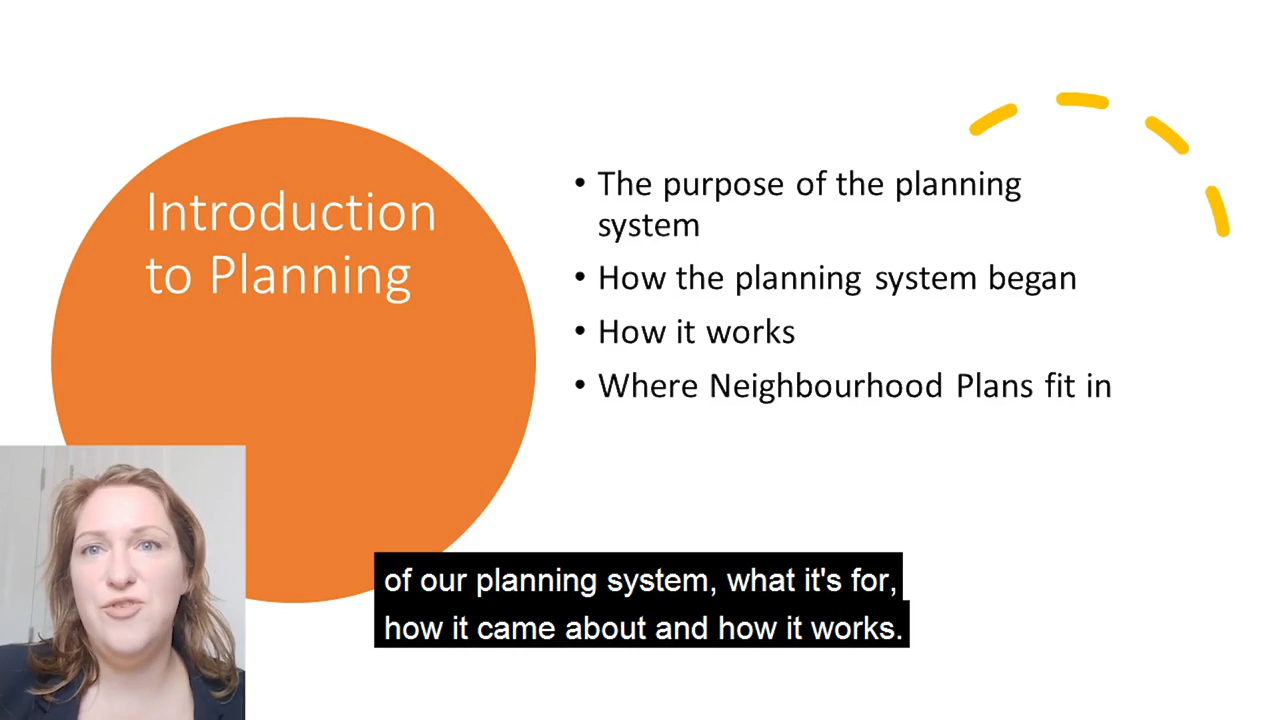 Introduction
to Planning
• The purpose of the planning
system
• How the planning system began
• How it works
• Where Neighbourhood Plans fit in
of our planning system, what it's for,
how it came about and how it works.